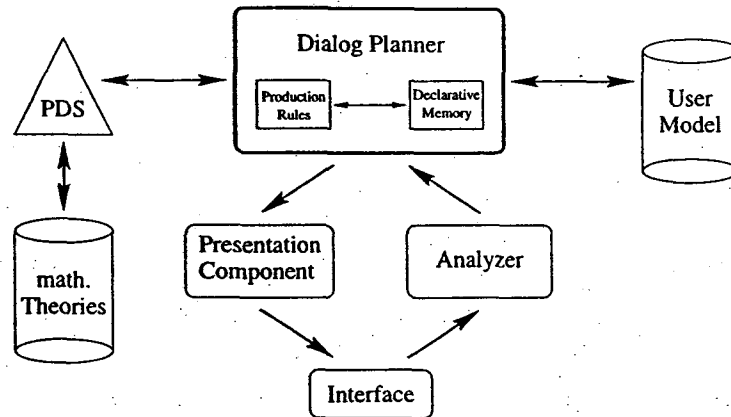 Dialog Planner
PDS
Production
Rules
Declarative
Memory
User
Model
math.
Theories
Presentation
Component
Analyzer
Interface